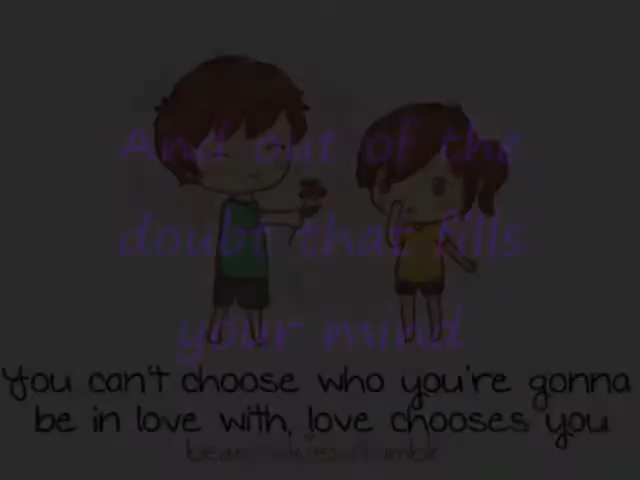 And out of the
doubt that fills
your mind
You can't choose who you're gonna
be in love with, love chooses you